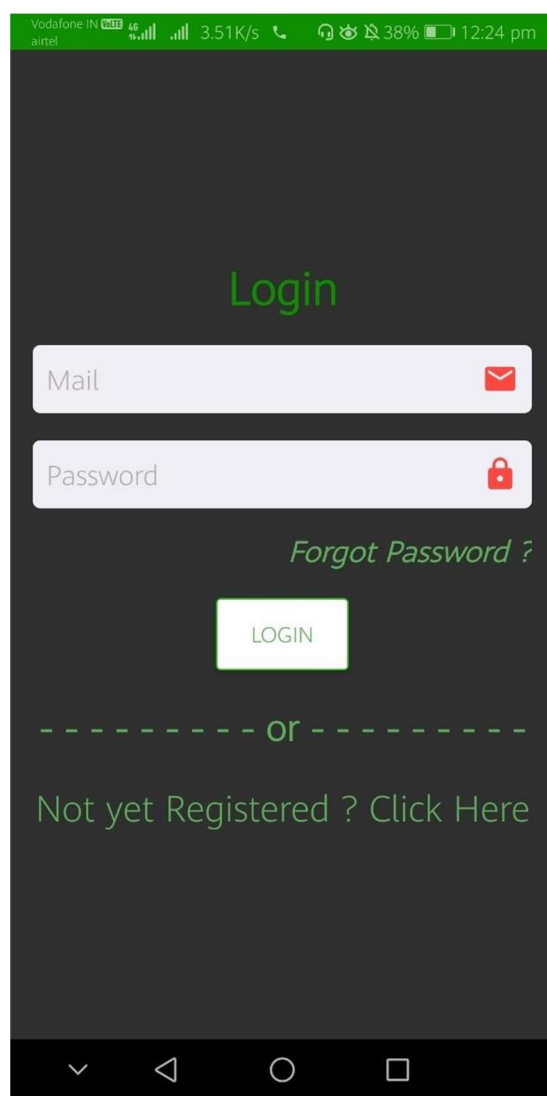 Vodafone IN VoLTE 4G 3.51K/s 38% 12:24 pm
airtel
Login
Mail
Password
Forgot Password ?
LOGIN
- - - - - - - - - or - - - - - - - - -
Not yet Registered ? Click Here